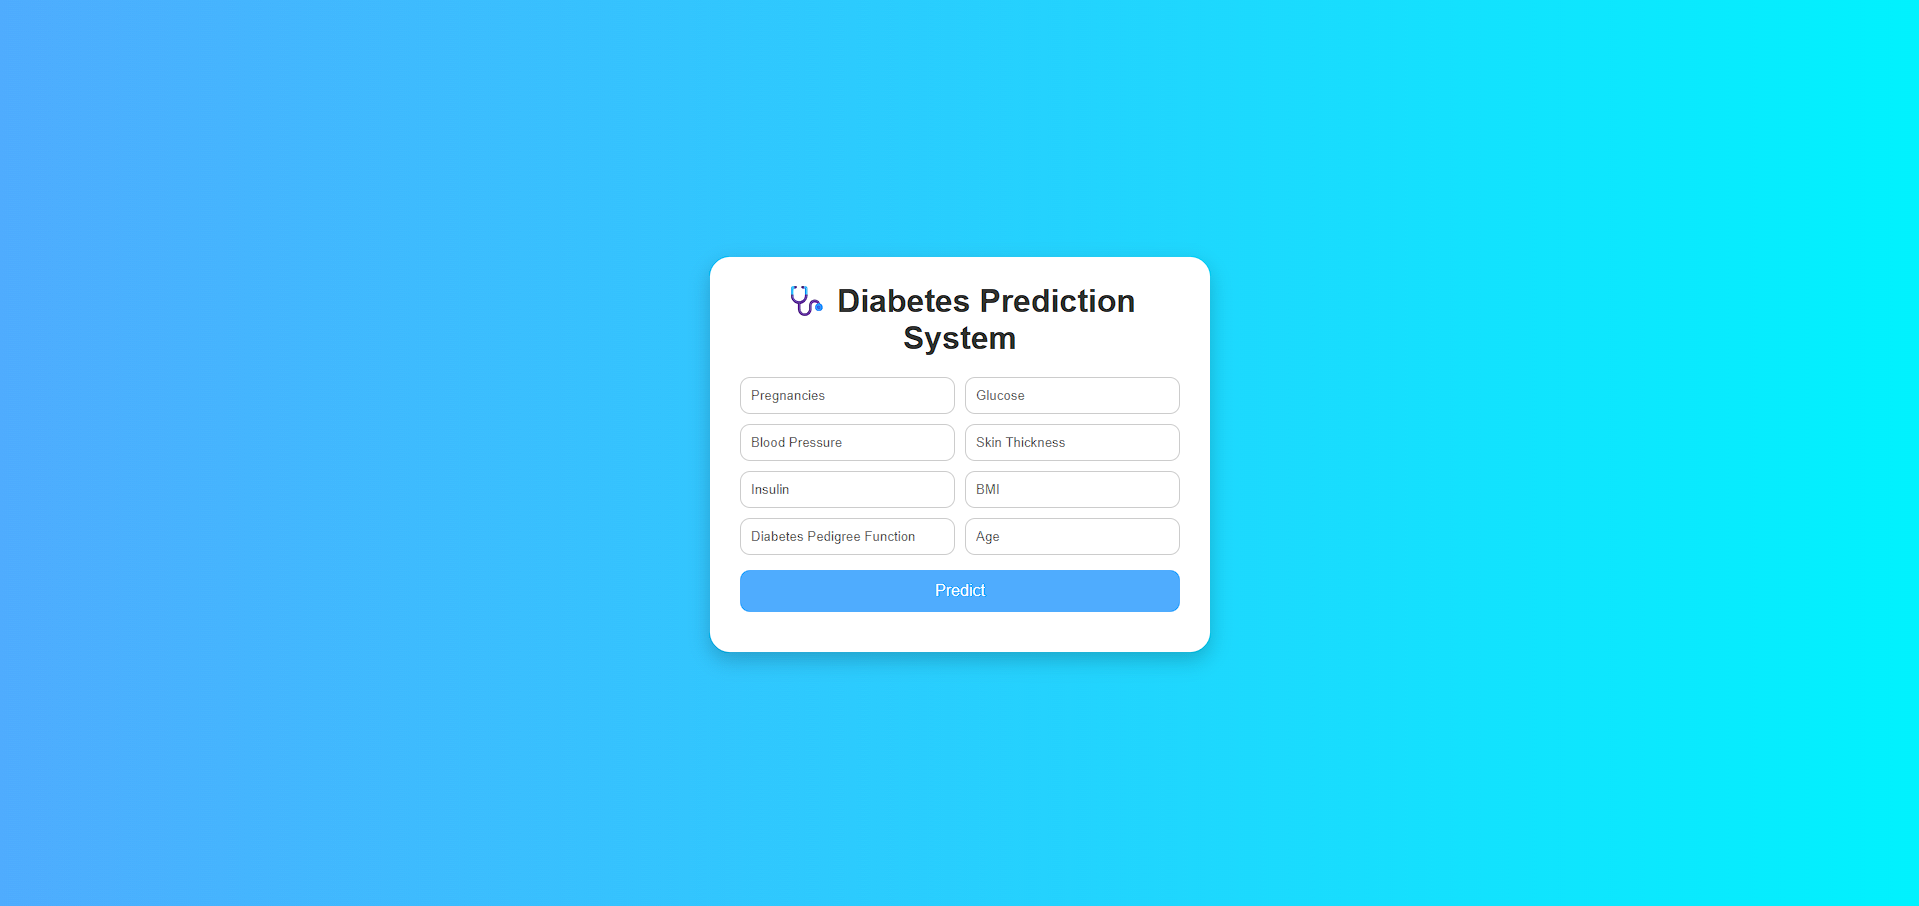 Diabetes Prediction
System
Pregnancies
Glucose
Blood Pressure
Skin Thickness
Insulin
BMI
Diabetes Pedigree Function
Age
Predict